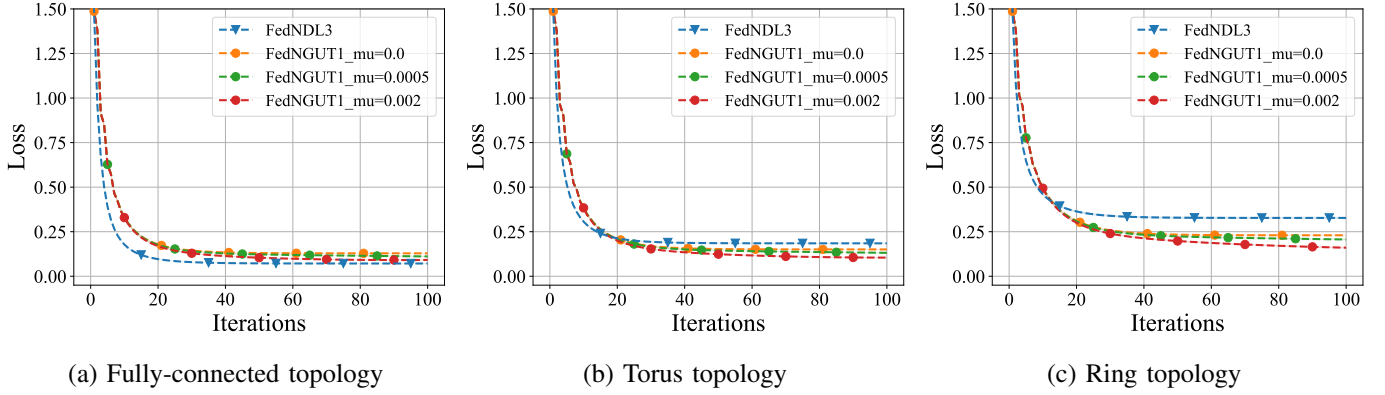 1.50
1.25
1.00
0.75
0.50
0.25
0.00
Loss
0 20 40 60 80 100
Iterations
FedNDL3
FedNGUT1_mu=0.0
FedNGUT1_mu=0.0005
FedNGUT1_mu=0.002
(a) Fully-connected topology
1.50
1.25
1.00
0.75
0.50
0.25
0.00
Loss
0 20 40 60 80 100
Iterations
FedNDL3
FedNGUT1_mu=0.0
FedNGUT1_mu=0.0005
FedNGUT1_mu=0.002
(b) Torus topology
1.50
1.25
1.00
0.75
0.50
0.25
0.00
Loss
0 20 40 60 80 100
Iterations
FedNDL3
FedNGUT1_mu=0.0
FedNGUT1_mu=0.0005
FedNGUT1_mu=0.002
(c) Ring topology